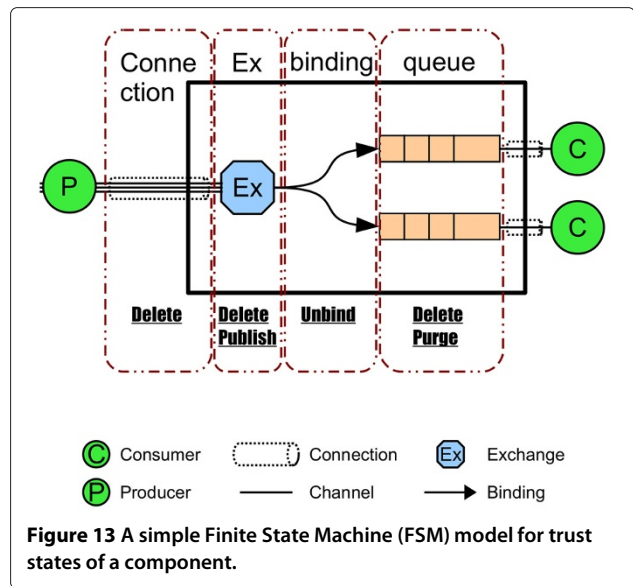 Conne
ction
Ex
binding
queue
P
Ex
C
C
Delete
Delete
Publish
Unbind
Delete
Purge
C Consumer
Connection
Ex Exchange
P Producer
Channel
Binding
Figure 13 A simple Finite State Machine (FSM) model for trust
states of a component.